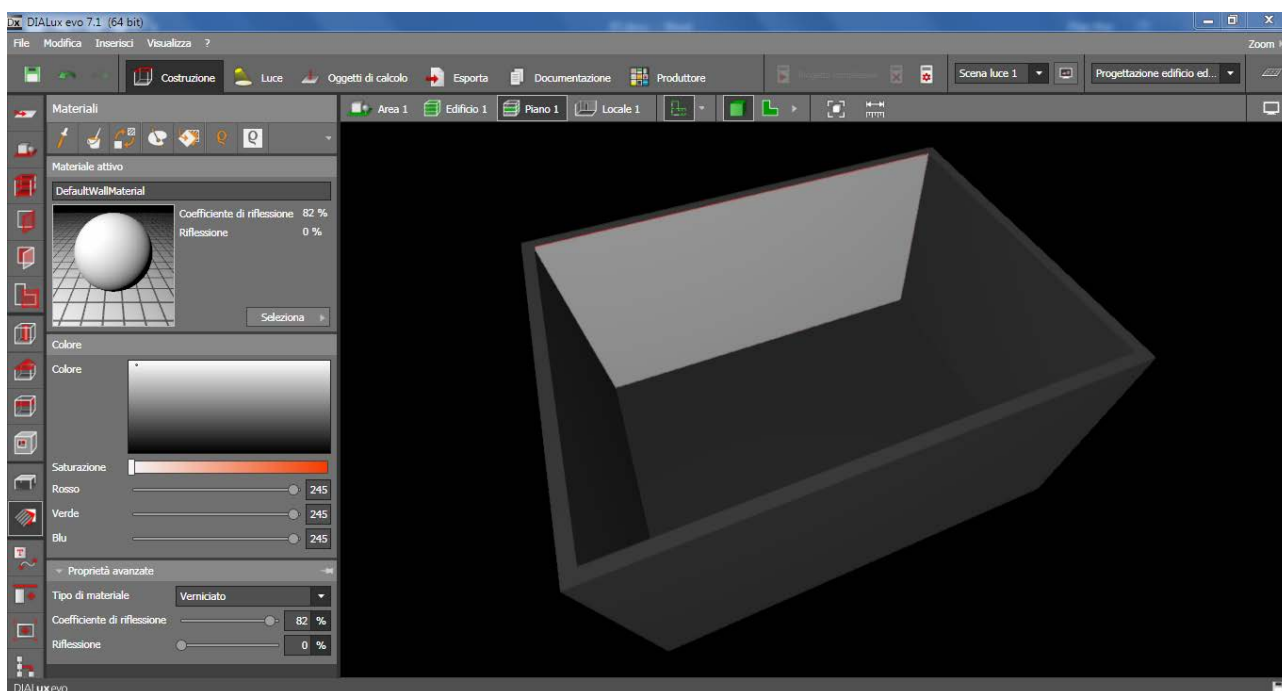 DIALux evo 7.1 (64 bit)
File Modifica Inserisci Visualizza ?
Zoom
Costruzione Luce Oggetti di calcolo Esporta Documentazione Produttore Scena luce 1 Progettazione edificio ed...
Materiali
Area 1 Edificio 1 Piano 1 Locale 1
Materiale attivo
DefaultWallMaterial
Coefficiente di riflessione 82 %
Riflessione 0 %
Seleziona
Colore
Colore
Saturazione
Rosso 245
Verde 245
Blu 245
Proprietà avanzate
Tipo di materiale Verniciato
Coefficiente di riflessione 82 %
Riflessione 0 %
DIALux evo